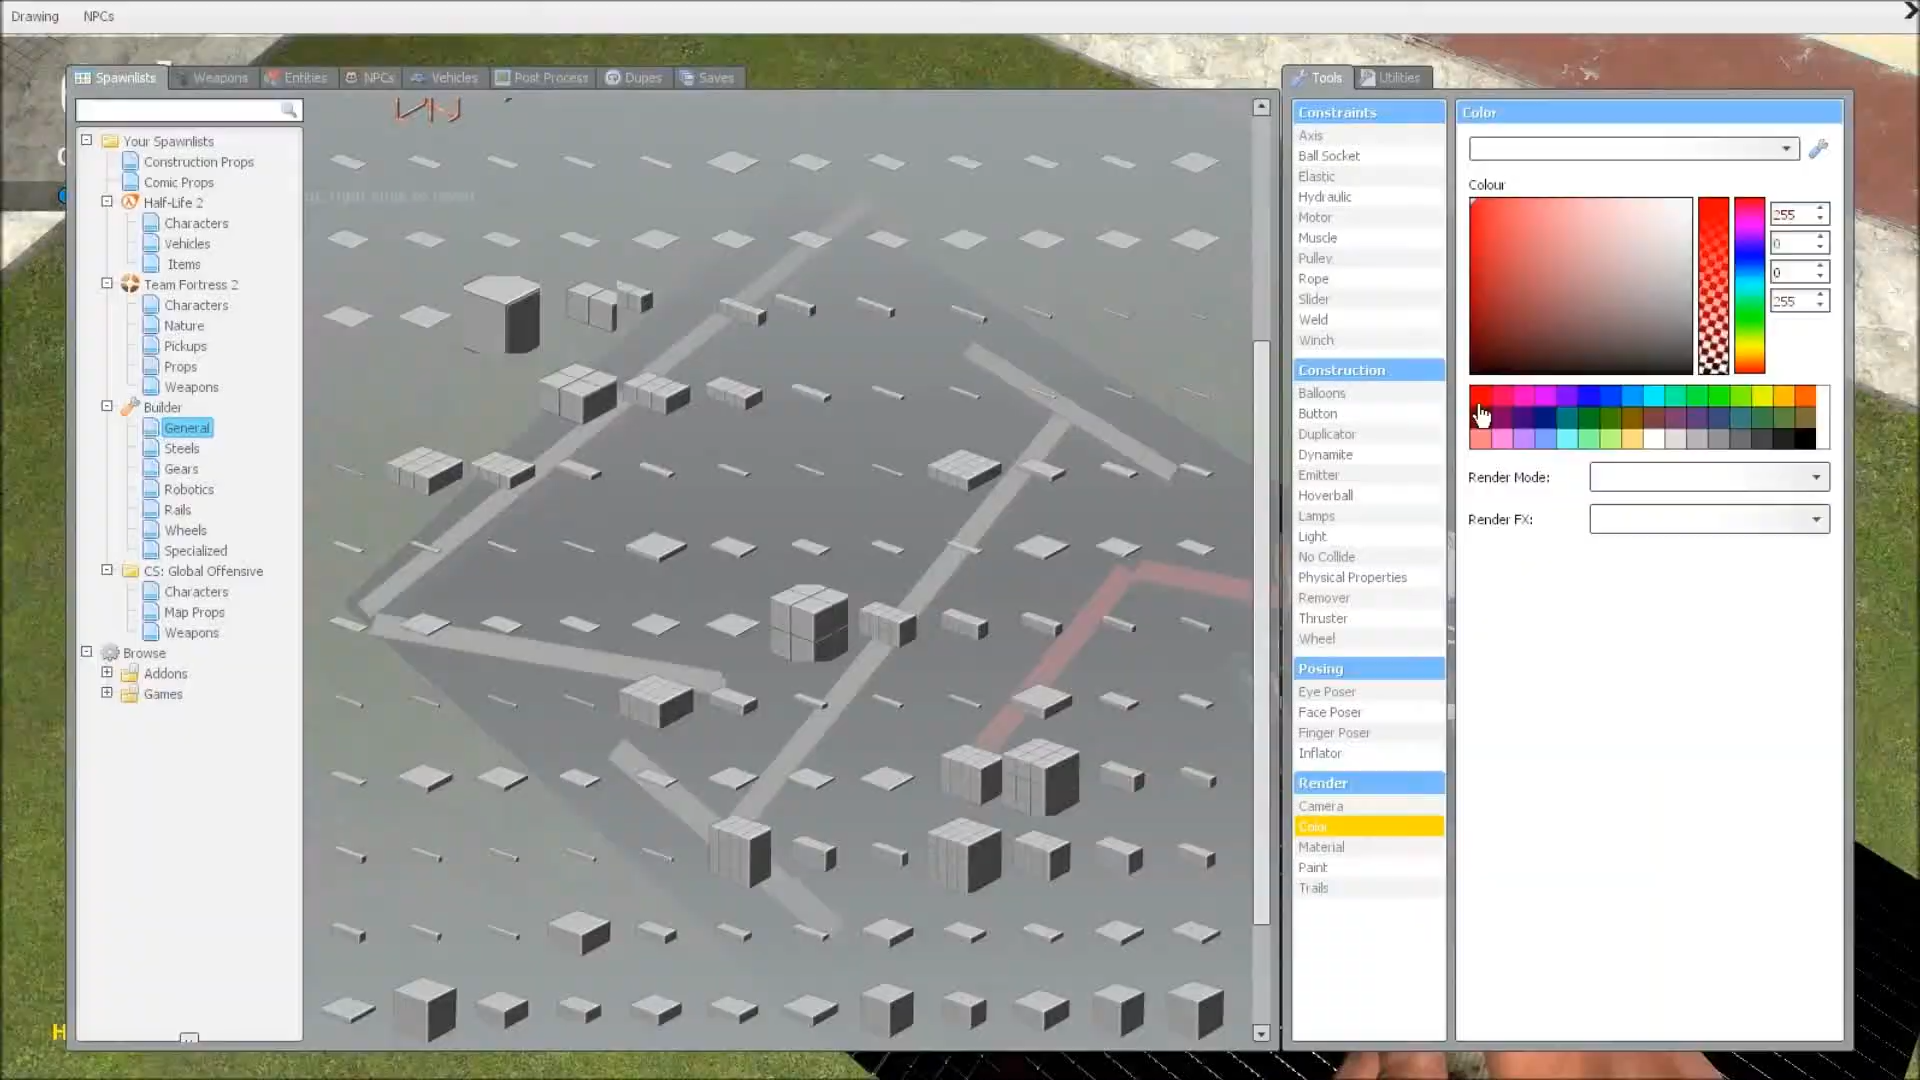 Drawing NPCs
Spawnlists Weapons Entities NPCs Vehicles Post Process Dupes Saves
Your Spawnlists
Construction Props
Comic Props
Half-Life 2
Characters
Vehicles
Items
Team Fortress 2
Characters
Nature
Pickups
Props
Weapons
Builder
General
Steels
Gears
Robotics
Rails
Wheels
Specialized
CS: Global Offensive
Characters
Map Props
Weapons
Browse
Addons
Games
Tools Utilities
Constraints
Axis
Ball Socket
Elastic
Hydraulic
Motor
Muscle
Pulley
Rope
Slider
Weld
Winch
Construction
Balloons
Button
Duplicator
Dynamite
Emitter
Hoverball
Lamps
Light
No Collide
Physical Properties
Remover
Thruster
Wheel
Posing
Eye Poser
Face Poser
Finger Poser
Inflator
Render
Camera
Color
Material
Paint
Trails
Color
Colour
255
0
0
255
Render Mode:
Render FX:
H